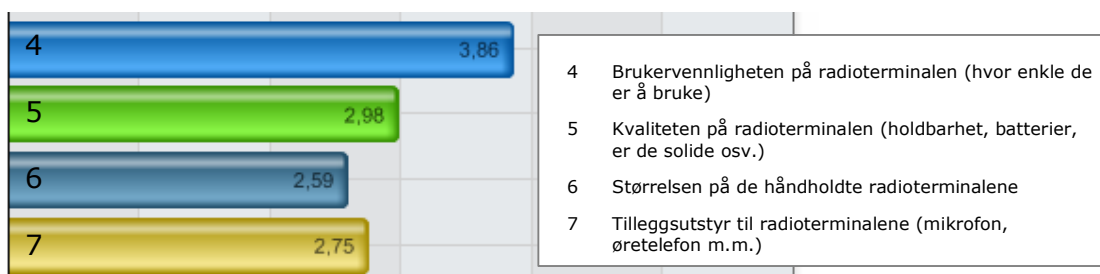 4 3,86
5 2,98
6 2,59
7 2,75
4 Brukervennligheten på radioterminalen (hvor enkle de
er å bruke)
5 Kvaliteten på radioterminalen (holdbarhet, batterier,
er de solide osv.)
6 Størrelsen på de håndholdte radioterminalene
7 Tilleggsutstyr til radioterminalene (mikrofon,
øretelefon m.m.)